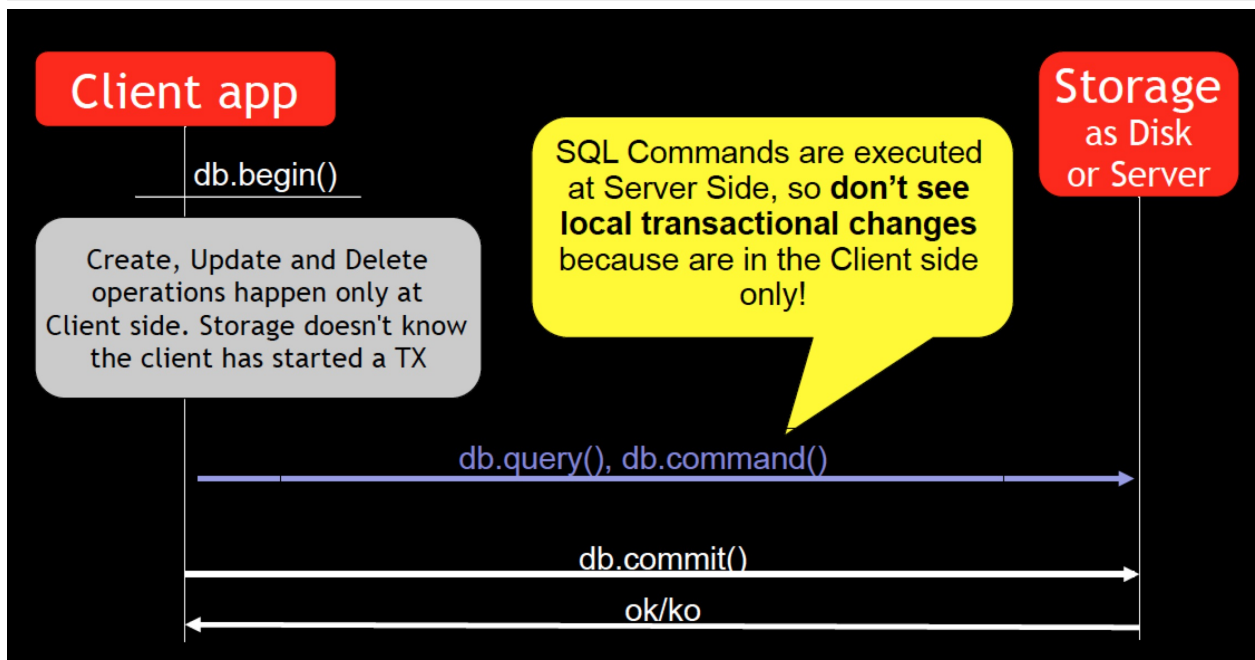 Client app
Storage
as Disk
or Server
db.begin()
SQL Commands are executed
at Server Side, so don't see
local transactional changes
because are in the Client side
only!
Create, Update and Delete
operations happen only at
Client side. Storage doesn't know
the client has started a TX
db.query(), db.command()
db.commit()
ok/ko